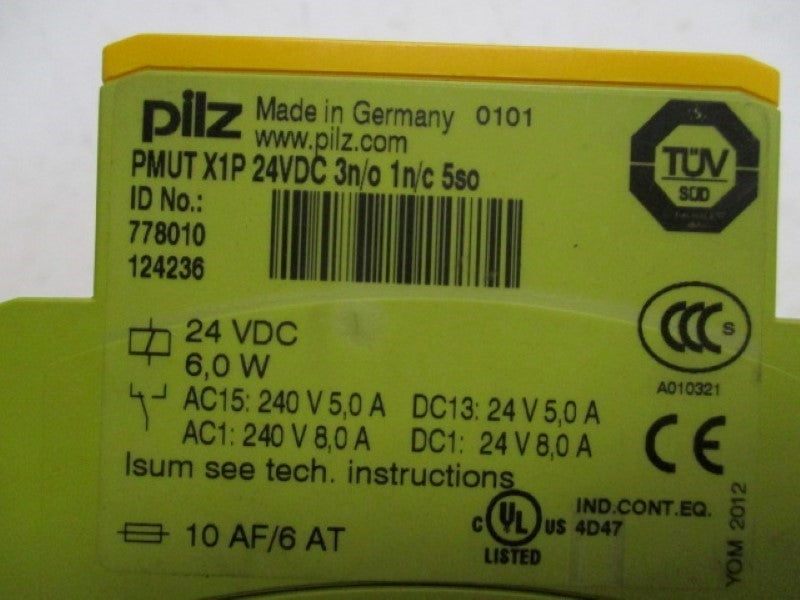 pilz Made in Germany 0101
www.pilz.com
PMUT X1P 24VDC 3n/o 1n/c 5so
ID No.:
778010
124236
TÜV
SÜD
24 VDC
6,0 W
CCC S
A010321
AC15: 240 V 5,0 A DC13: 24 V 5,0 A
AC1: 240 V 8,0 A DC1: 24 V 8,0 A
CE
Isum see tech. instructions
10 AF/6 AT
C UL US
LISTED
IND.CONT.EQ.
4D47
YOM 2012